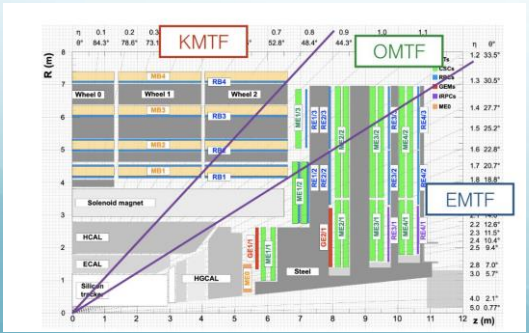 η 0.1 0.2 0.3 0.7 0.8 0.9 1.0 1.1
θ° 84.3° 78.6° 73.1° 52.8° 48.4° 44.3°
KMTF
OMTF
EMTF
R (m)
8
7
6
5
4
3
2
1
0
η θ°
1.2 33.5°
1.3 30.5°
1.4 27.7°
1.5 25.2°
1.6 22.8°
1.7 20.7°
1.8 18.8°
2.2 12.6°
2.3 11.5°
2.4 10.4°
2.5 9.4°
2.8 7.0°
3.0 5.7°
4.0 2.1°
5.0 0.77°
CSCs
RPCs
GEMs
iRPCs
ME0
MB4
RB4
Wheel 0
Wheel 1
Wheel 2
MB3
RB3
MB2
MB1
RB1
Solenoid magnet
HCAL
ECAL
Silicon
tracker
HGCAL
Steel
ME0
GE1/1
ME1/1
ME1/2
ME1/3
RE1/2
RE1/3
GE2/1
ME2/1
RE2/2
RE2/3
ME2/2
ME3/1
ME3/2
RE3/1
RE3/2
RE3/3
ME4/1
ME4/2
RE4/1
RE4/2
RE4/3
0 1 2 3 4 5 6 7 8 9 10 11 12
z (m)